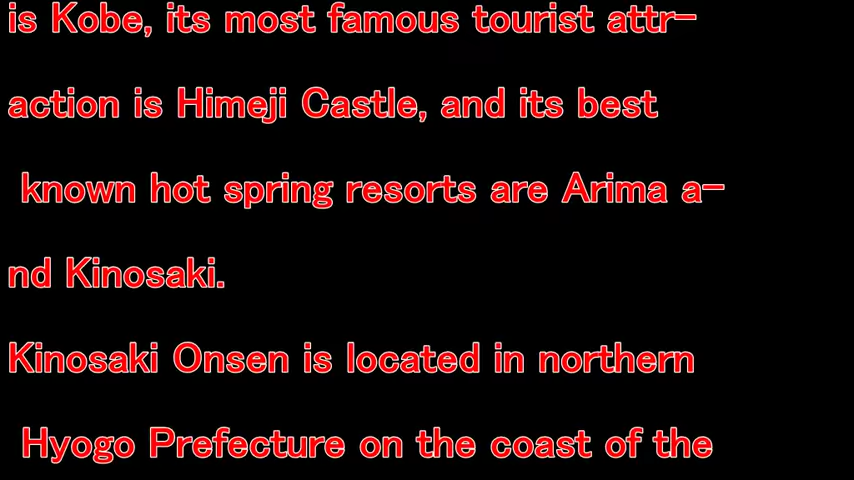 is Kobe, its most famous tourist attr-
action is Himeji Castle, and its best
known hot spring resorts are Arima a-
nd Kinosaki.
Kinosaki Onsen is located in northern
Hyogo Prefecture on the coast of the